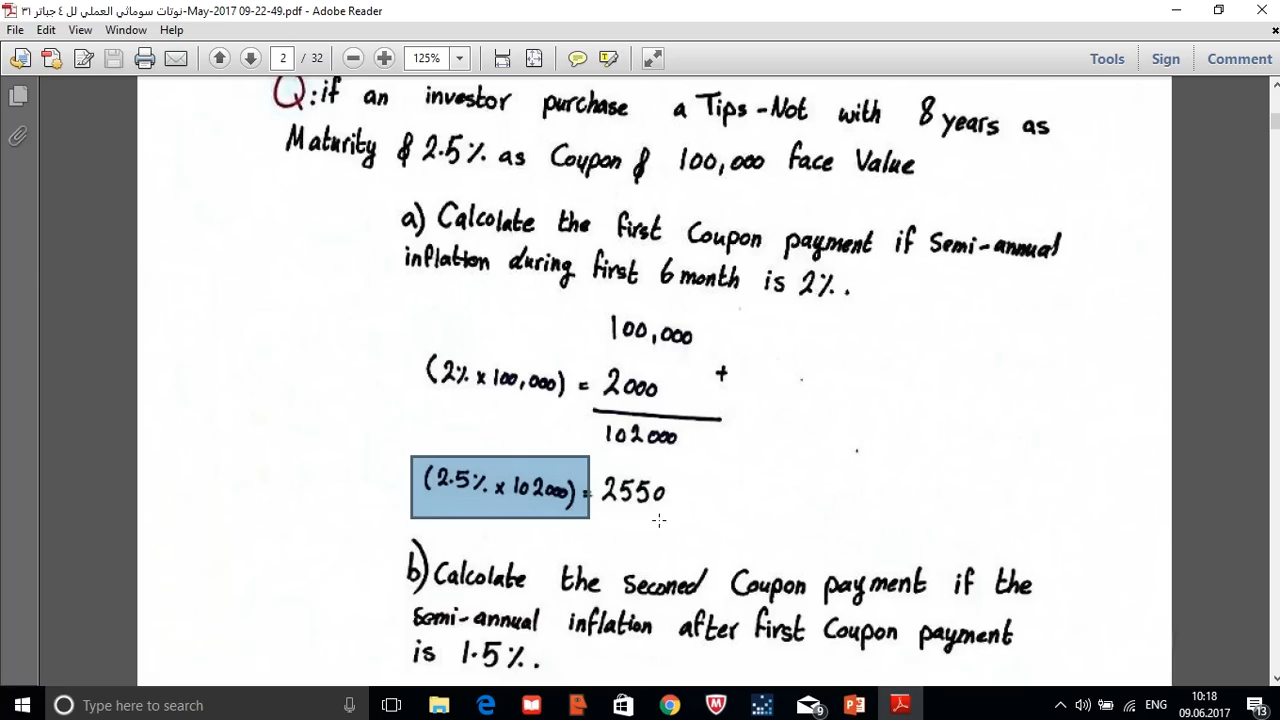 نوتات سوماثي العملي لل ٤ جباتر ٣١-May-2017 09-22-49.pdf - Adobe Reader
File Edit View Window Help
2 / 32 125% Tools Sign Comment
Q:if an investor purchase a Tips-Not with 8 years as
Maturity & 2.5% as Coupon & 100,000 face Value
a) Calcolate the first Coupon payment if Semi-annual
inflation during first 6 month is 2%.
100,000
(2% x 100,000) = 2000 +
102000
(2.5% x 102000) = 2550
b) Calcolate the seconed Coupon payment if the
semi-annual inflation after first Coupon payment
is 1.5%.
Type here to search 9 ENG 10:18 13
09.06.2017